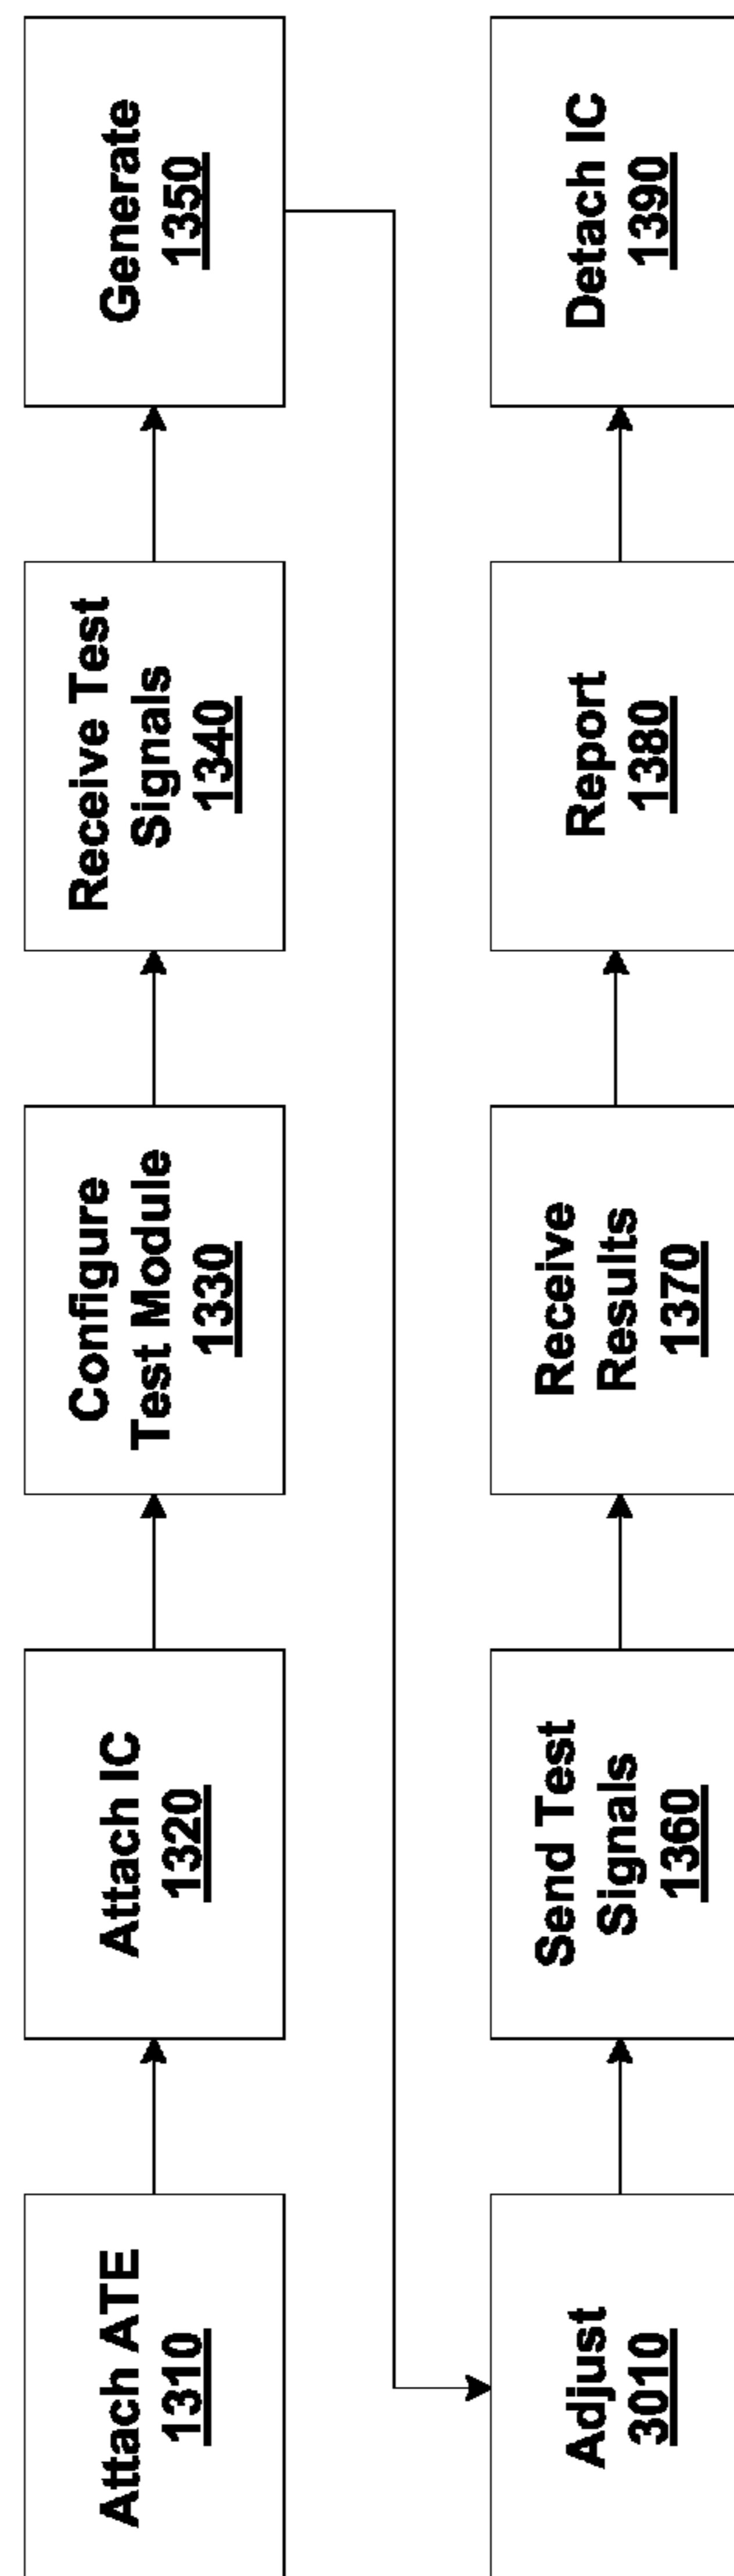 Attach ATE
1310
Attach IC
1320
Configure
Test Module
1330
Receive Test
Signals
1340
Generate
1350
Adjust
3010
Send Test
Signals
1360
Receive
Results
1370
Report
1380
Detach IC
1390